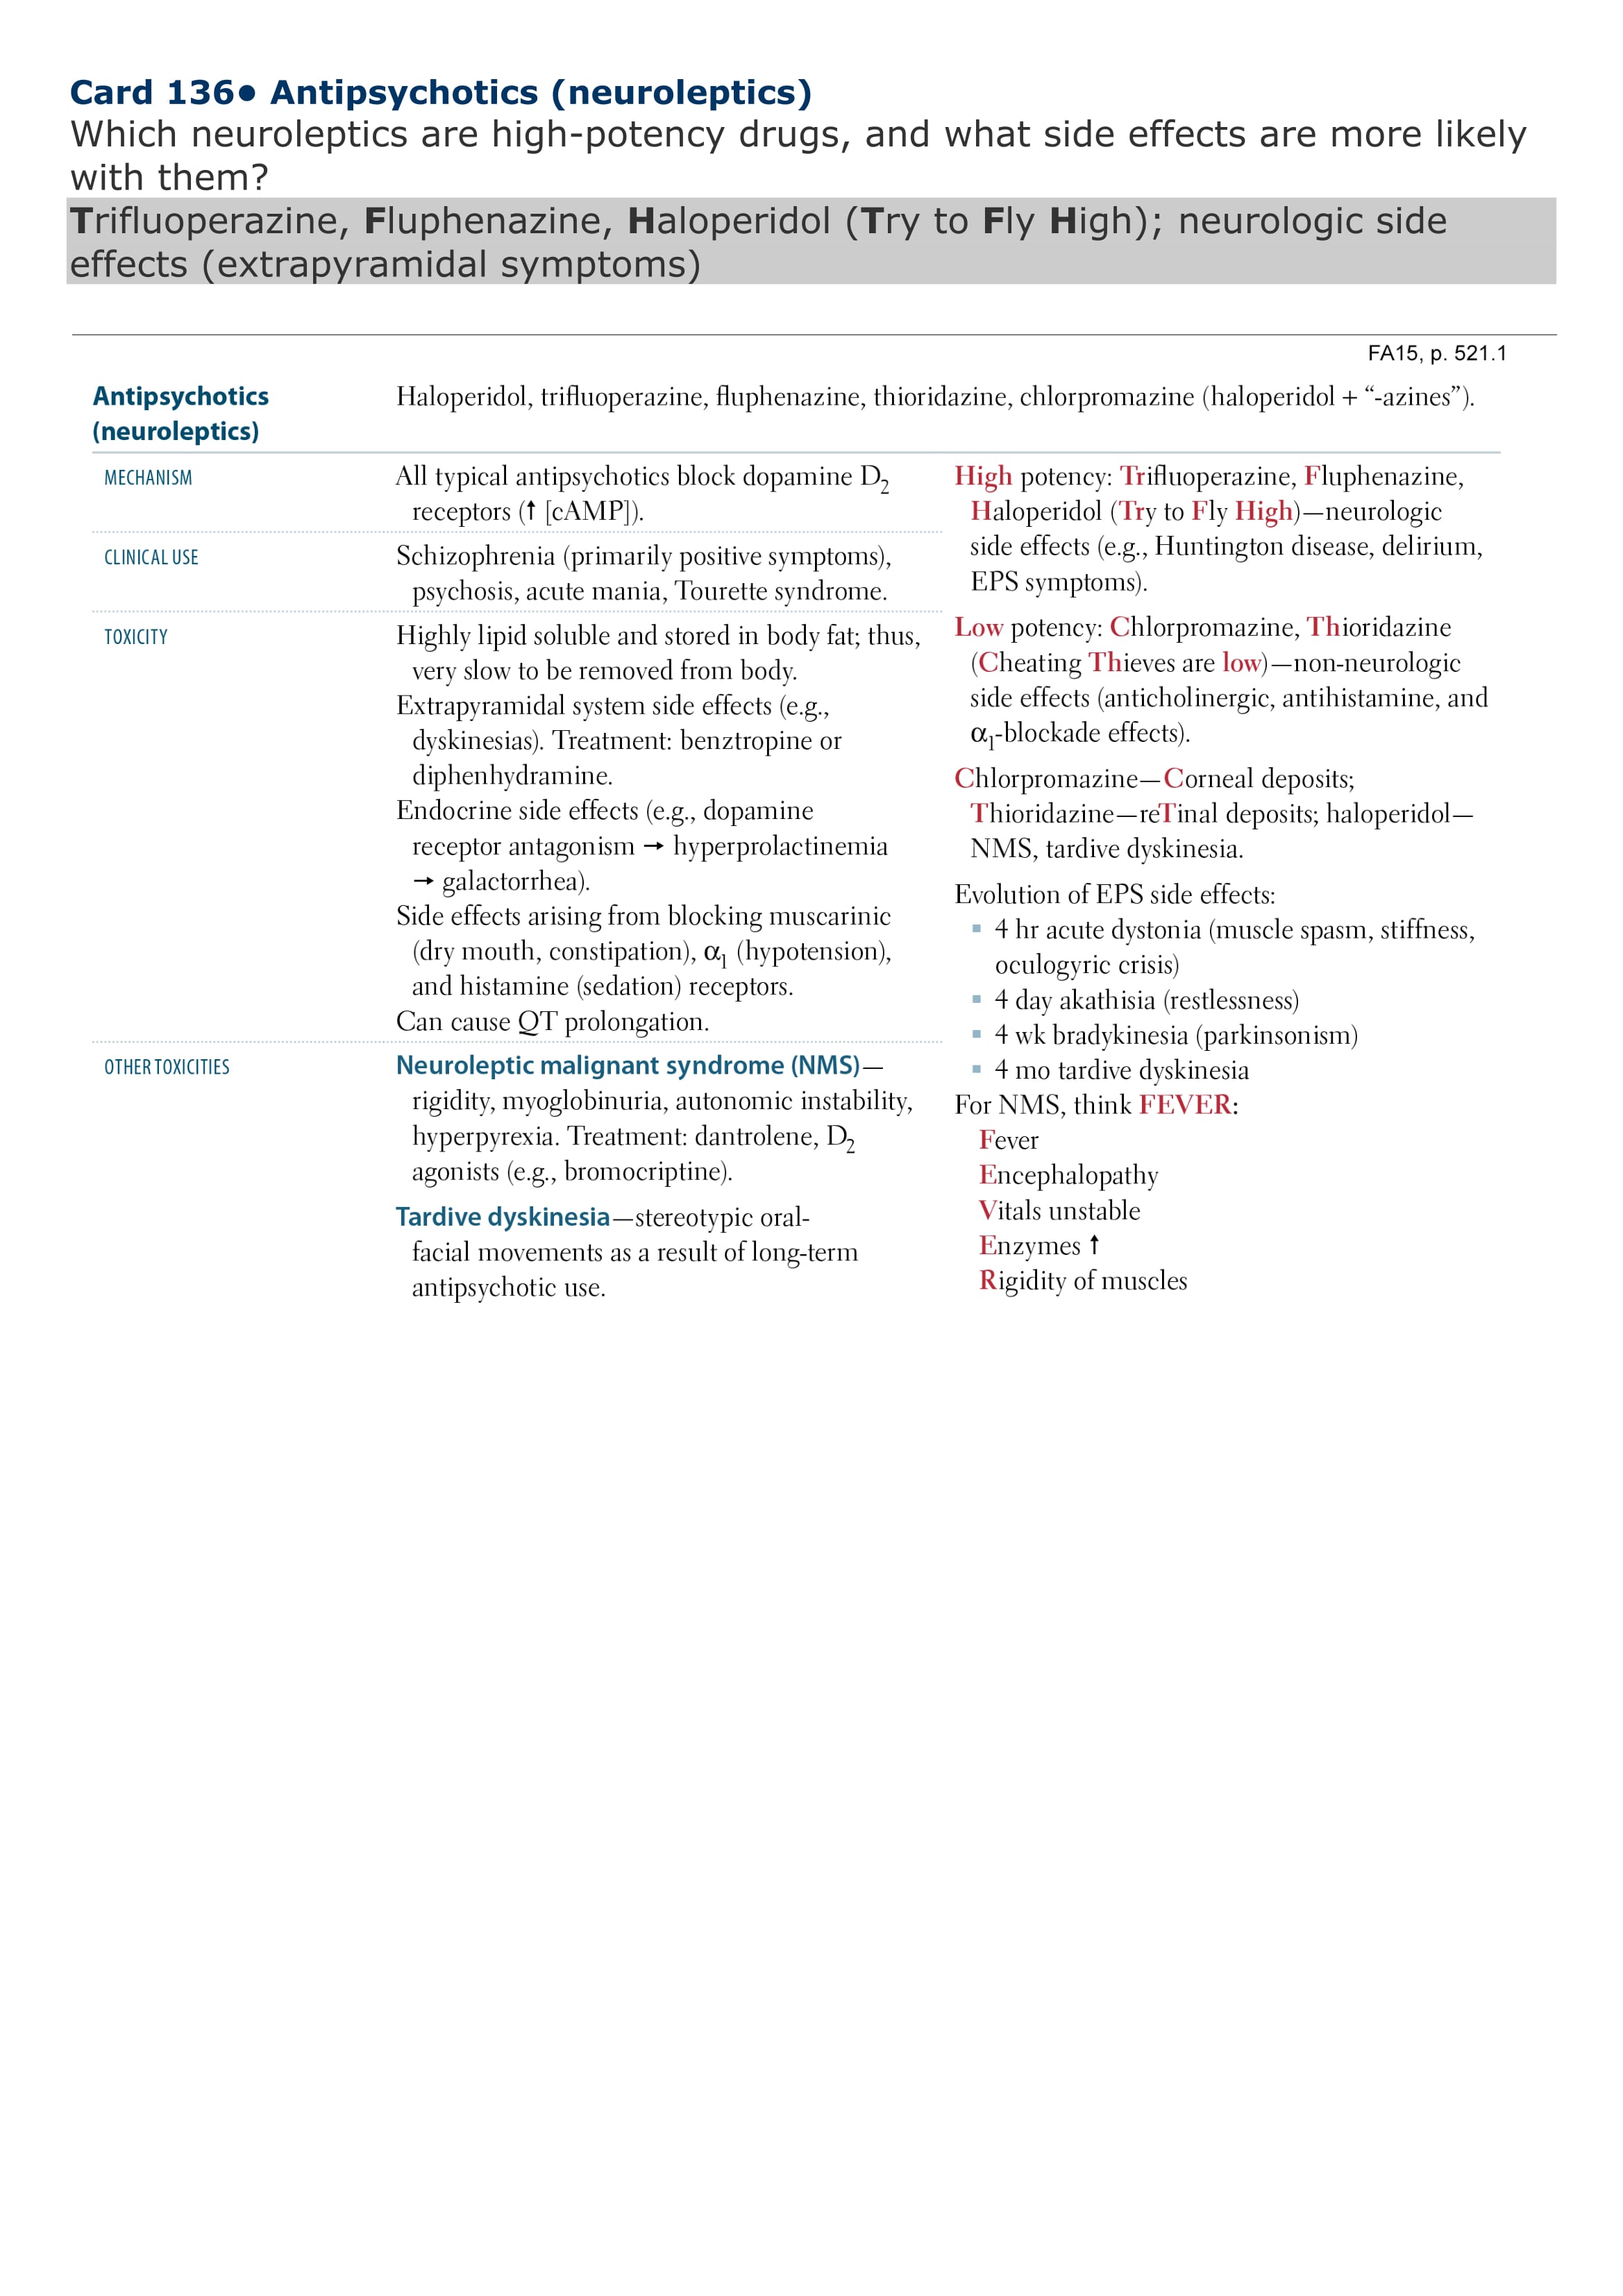 Card 136• Antipsychotics (neuroleptics)
Which neuroleptics are high-potency drugs, and what side effects are more likely
with them?
Trifluoperazine, Fluphenazine, Haloperidol (Try to Fly High); neurologic side
effects (extrapyramidal symptoms)
FA15, p. 521.1
Antipsychotics
(neuroleptics)
Haloperidol, trifluoperazine, fluphenazine, thioridazine, chlorpromazine (haloperidol + “-azines”).
MECHANISM
All typical antipsychotics block dopamine D2
receptors (↑ [cAMP]).
CLINICAL USE
Schizophrenia (primarily positive symptoms),
psychosis, acute mania, Tourette syndrome.
TOXICITY
Highly lipid soluble and stored in body fat; thus,
very slow to be removed from body.
Extrapyramidal system side effects (e.g.,
dyskinesias). Treatment: benztropine or
diphenhydramine.
Endocrine side effects (e.g., dopamine
receptor antagonism → hyperprolactinemia
→ galactorrhea).
Side effects arising from blocking muscarinic
(dry mouth, constipation), α1 (hypotension),
and histamine (sedation) receptors.
Can cause QT prolongation.
OTHER TOXICITIES
Neuroleptic malignant syndrome (NMS)—
rigidity, myoglobinuria, autonomic instability,
hyperpyrexia. Treatment: dantrolene, D2
agonists (e.g., bromocriptine).
Tardive dyskinesia—stereotypic oral-
facial movements as a result of long-term
antipsychotic use.
High potency: Trifluoperazine, Fluphenazine,
Haloperidol (Try to Fly High)—neurologic
side effects (e.g., Huntington disease, delirium,
EPS symptoms).
Low potency: Chlorpromazine, Thioridazine
(Cheating Thieves are low)—non-neurologic
side effects (anticholinergic, antihistamine, and
α1-blockade effects).
Chlorpromazine—Corneal deposits;
Thioridazine—reTinal deposits; haloperidol—
NMS, tardive dyskinesia.
Evolution of EPS side effects:
▪ 4 hr acute dystonia (muscle spasm, stiffness,
oculogyric crisis)
▪ 4 day akathisia (restlessness)
▪ 4 wk bradykinesia (parkinsonism)
▪ 4 mo tardive dyskinesia
For NMS, think FEVER:
Fever
Encephalopathy
Vitals unstable
Enzymes ↑
Rigidity of muscles